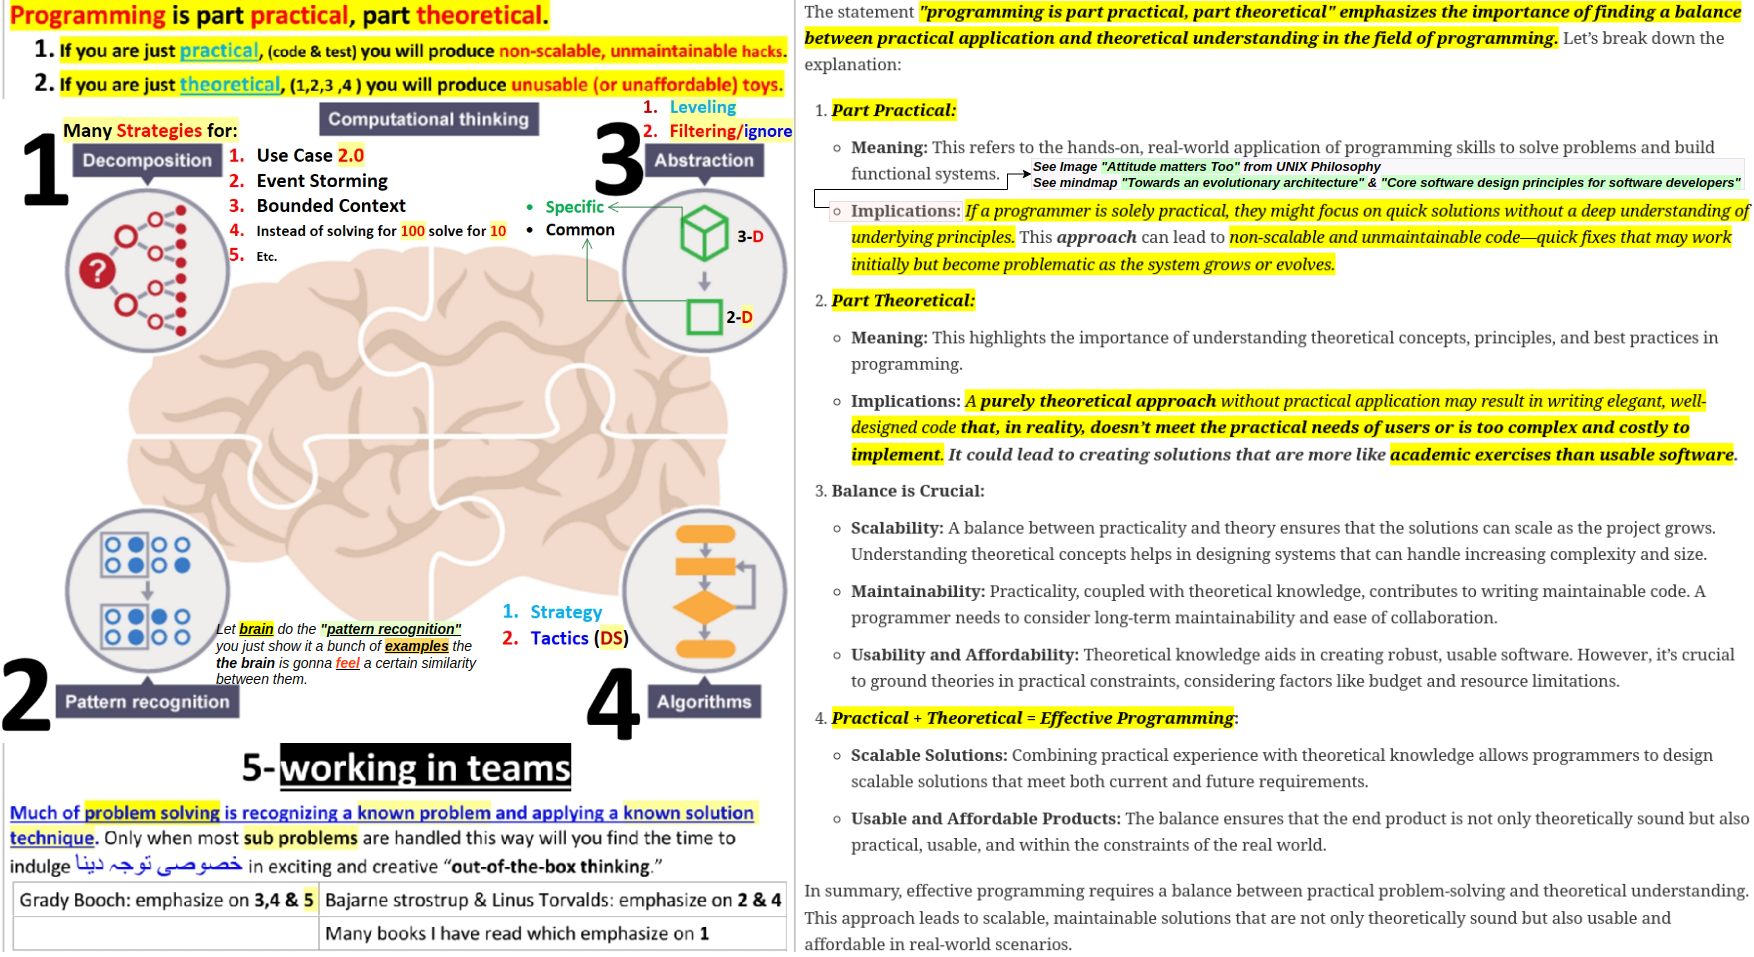 Programming is part practical, part theoretical.
1. If you are just practical, (code & test) you will produce non-scalable, unmaintainable hacks.
2. If you are just theoretical, (1,2,3 ,4 ) you will produce unusable (or unaffordable) toys.
Computational thinking
1
Many Strategies for:
Decomposition
1. Use Case 2.0
2. Event Storming
3. Bounded Context
4. Instead of solving for 100 solve for 10
5. Etc.
?
3
1. Leveling
2. Filtering/ignore
Abstraction
• Specific
• Common
3-D
2-D
2
Pattern recognition
Let brain do the "pattern recognition"
you just show it a bunch of examples the
the brain is gonna feel a certain similarity
between them.
1. Strategy
2. Tactics (DS)
4
Algorithms
5-working in teams
Much of problem solving is recognizing a known problem and applying a known solution
technique. Only when most sub problems are handled this way will you find the time to
indulge خصوصی توجہ دینا in exciting and creative “out-of-the-box thinking.”
Grady Booch: emphasize on 3,4 & 5
Bajarne strostrup & Linus Torvalds: emphasize on 2 & 4
Many books I have read which emphasize on 1
The statement "programming is part practical, part theoretical" emphasizes the importance of finding a balance
between practical application and theoretical understanding in the field of programming. Let’s break down the
explanation:
1. Part Practical:
Meaning: This refers to the hands-on, real-world application of programming skills to solve problems and build
functional systems.
See Image "Attitude matters Too" from UNIX Philosophy
See mindmap "Towards an evolutionary architecture" & "Core software design principles for software developers"
Implications: If a programmer is solely practical, they might focus on quick solutions without a deep understanding of
underlying principles. This approach can lead to non-scalable and unmaintainable code—quick fixes that may work
initially but become problematic as the system grows or evolves.
2. Part Theoretical:
Meaning: This highlights the importance of understanding theoretical concepts, principles, and best practices in
programming.
Implications: A purely theoretical approach without practical application may result in writing elegant, well-
designed code that, in reality, doesn’t meet the practical needs of users or is too complex and costly to
implement. It could lead to creating solutions that are more like academic exercises than usable software.
3. Balance is Crucial:
Scalability: A balance between practicality and theory ensures that the solutions can scale as the project grows.
Understanding theoretical concepts helps in designing systems that can handle increasing complexity and size.
Maintainability: Practicality, coupled with theoretical knowledge, contributes to writing maintainable code. A
programmer needs to consider long-term maintainability and ease of collaboration.
Usability and Affordability: Theoretical knowledge aids in creating robust, usable software. However, it’s crucial
to ground theories in practical constraints, considering factors like budget and resource limitations.
4. Practical + Theoretical = Effective Programming:
Scalable Solutions: Combining practical experience with theoretical knowledge allows programmers to design
scalable solutions that meet both current and future requirements.
Usable and Affordable Products: The balance ensures that the end product is not only theoretically sound but also
practical, usable, and within the constraints of the real world.
In summary, effective programming requires a balance between practical problem-solving and theoretical understanding.
This approach leads to scalable, maintainable solutions that are not only theoretically sound but also usable and
affordable in real-world scenarios.